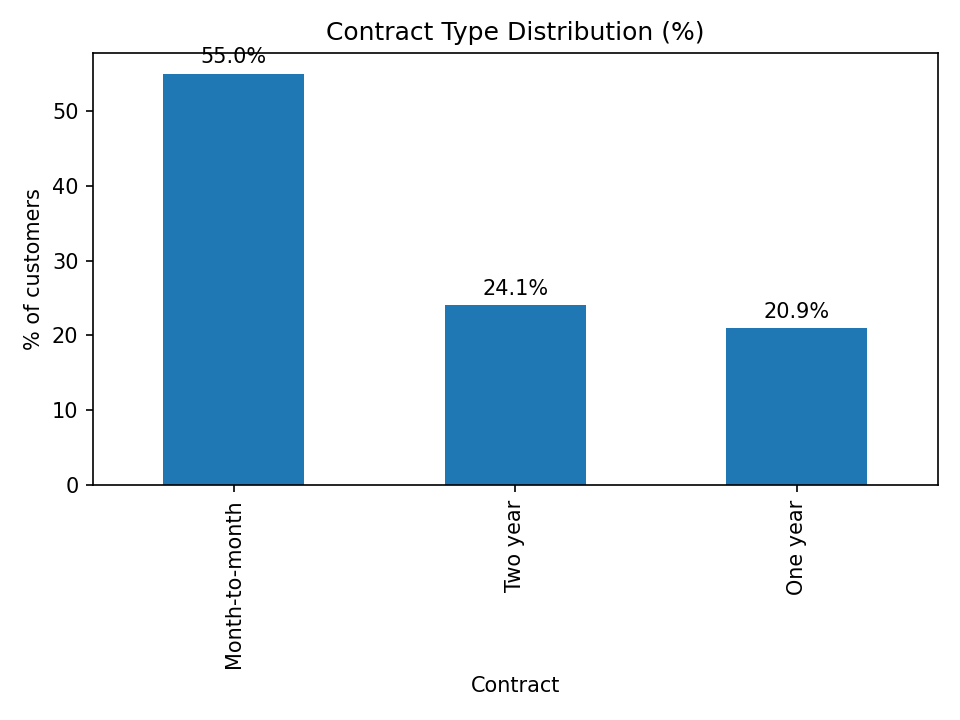 Contract Type Distribution (%)
55.0%
24.1%
20.9%
% of customers
50
40
30
20
10
0
Month-to-month
Two year
One year
Contract